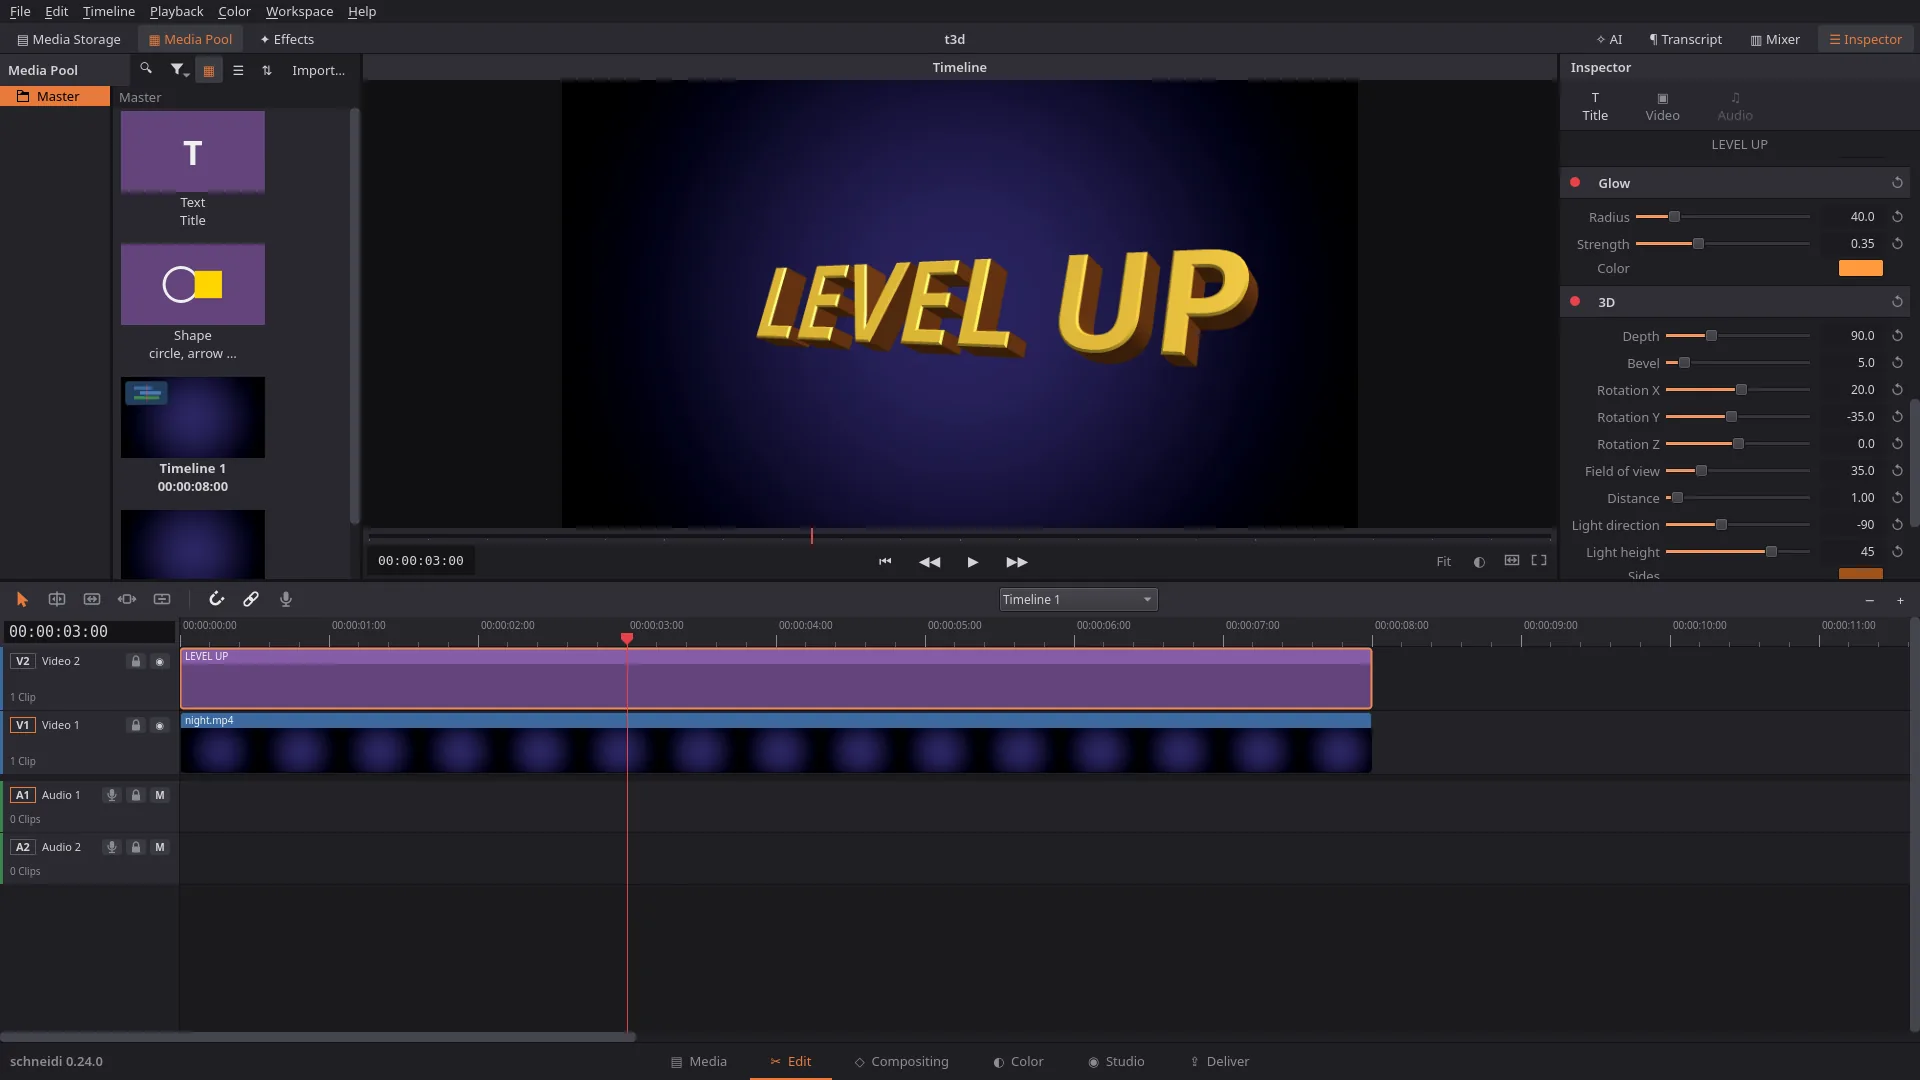 File Edit Timeline Playback Color Workspace Help
Media Storage Media Pool Effects t3d AI Transcript Mixer Inspector
Media Pool Import... Timeline Inspector
Master Master
T
Text
Title
Shape
circle, arrow ...
Timeline 1
00:00:08:00
LEVEL UP
00:00:03:00 Fit
T
Title Video Audio
LEVEL UP
Glow
Radius 40.0
Strength 0.35
Color
3D
Depth 90.0
Bevel 5.0
Rotation X 20.0
Rotation Y -35.0
Rotation Z 0.0
Field of view 35.0
Distance 1.00
Light direction -90
Light height 45
Sides
Timeline 1
00:00:03:00 00:00:00:00 00:00:01:00 00:00:02:00 00:00:03:00 00:00:04:00 00:00:05:00 00:00:06:00 00:00:07:00 00:00:08:00 00:00:09:00 00:00:10:00 00:00:11:00
V2 Video 2 LEVEL UP
1 Clip
V1 Video 1 night.mp4
1 Clip
A1 Audio 1 M
0 Clips
A2 Audio 2 M
0 Clips
schneidi 0.24.0 Media Edit Compositing Color Studio Deliver